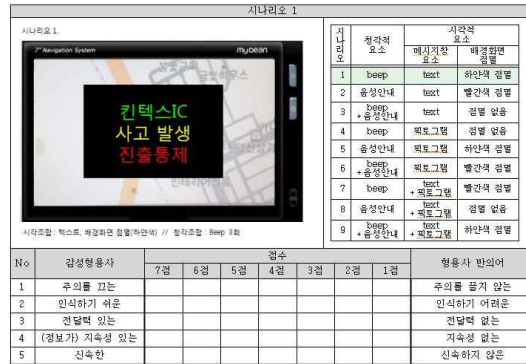 시나리오 1
시나리오 1.
7" Navigation System
mybean
킨텍스IC
사고 발생
진출통제
시각조합 : 텍스트, 배경화면 점멸(하얀색) // 청각조합 : Beep 3회
시나리오 청각적 요소 시각적 요소
메시지창 요소 배경화면 점멸
1 beep text 하얀색 점멸
2 음성안내 text 빨간색 점멸
3 beep + 음성안내 text 점멸 없음
4 beep 픽토그램 점멸 없음
5 음성안내 픽토그램 하얀색 점멸
6 beep + 음성안내 픽토그램 빨간색 점멸
7 beep text + 픽토그램 빨간색 점멸
8 음성안내 text + 픽토그램 점멸 없음
9 beep + 음성안내 text + 픽토그램 하얀색 점멸
No 감성형용사 점수 형용사 반의어
7점 6점 5점 4점 3점 2점 1점
1 주의를 끄는 주의를 끌지 않는
2 인식하기 쉬운 인식하기 어려운
3 전달력 있는 전달력 없는
4 (정보가) 지속성 있는 지속성 없는
5 신속한 신속하지 않은